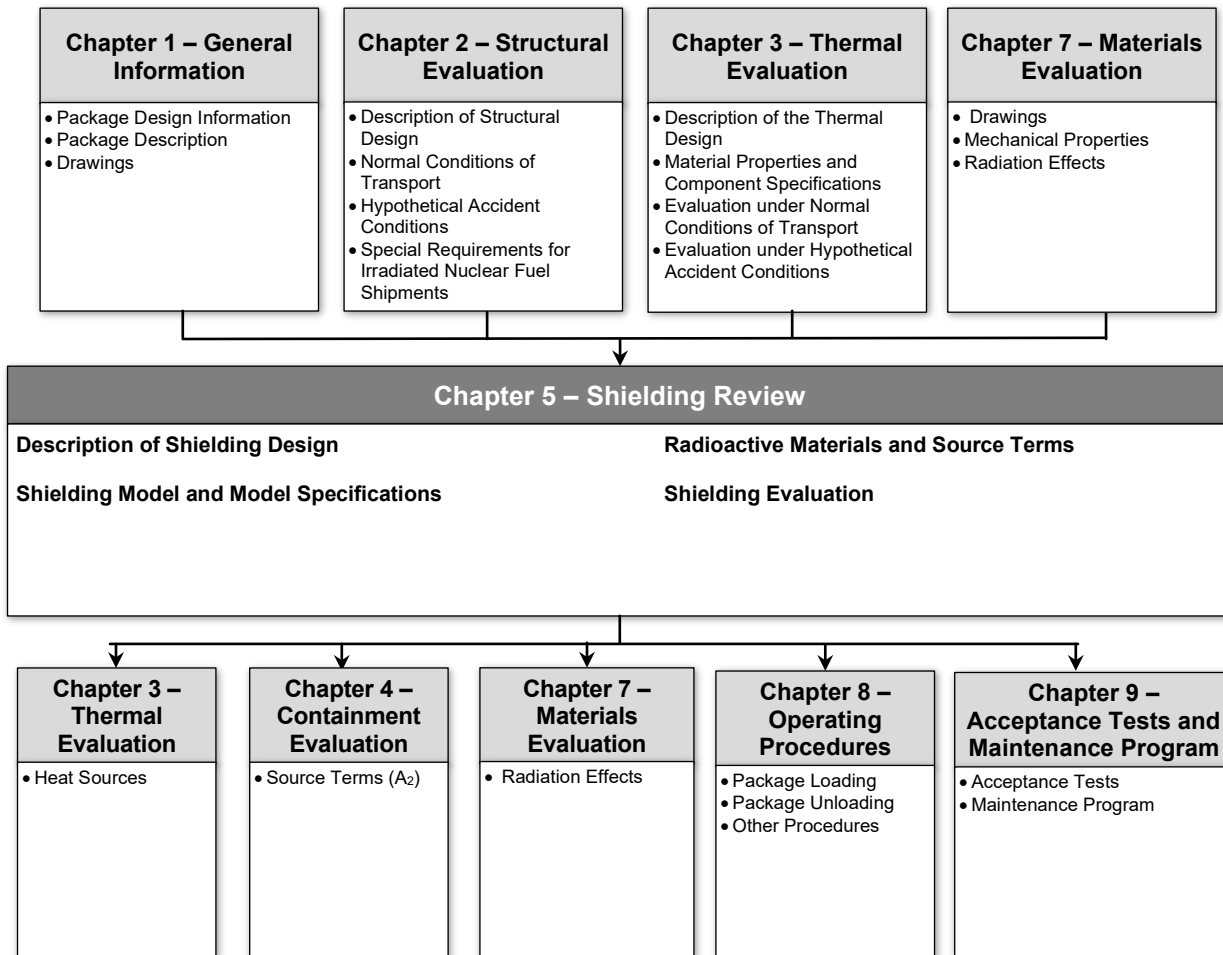 Chapter 1 – General
Information
• Package Design Information
• Package Description
• Drawings
Chapter 2 – Structural
Evaluation
• Description of Structural
Design
• Normal Conditions of
Transport
• Hypothetical Accident
Conditions
• Special Requirements for
Irradiated Nuclear Fuel
Shipments
Chapter 3 – Thermal
Evaluation
• Description of the Thermal
Design
• Material Properties and
Component Specifications
• Evaluation under Normal
Conditions of Transport
• Evaluation under Hypothetical
Accident Conditions
Chapter 7 – Materials
Evaluation
• Drawings
• Mechanical Properties
• Radiation Effects
Chapter 5 – Shielding Review
Description of Shielding Design
Radioactive Materials and Source Terms
Shielding Model and Model Specifications
Shielding Evaluation
Chapter 3 –
Thermal
Evaluation
• Heat Sources
Chapter 4 –
Containment
Evaluation
• Source Terms (A₂)
Chapter 7 –
Materials
Evaluation
• Radiation Effects
Chapter 8 –
Operating
Procedures
• Package Loading
• Package Unloading
• Other Procedures
Chapter 9 –
Acceptance Tests and
Maintenance Program
• Acceptance Tests
• Maintenance Program